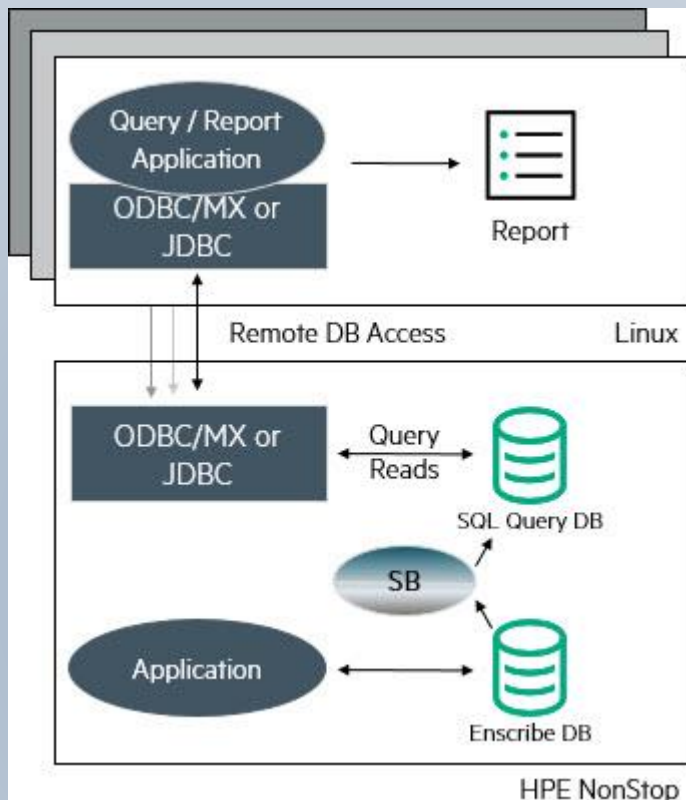 Query / Report
Application
ODBC/MX or
JDBC
Report
Remote DB Access
Linux
ODBC/MX or
JDBC
Query
Reads
SQL Query DB
SB
Application
Enscribe DB
HPE NonStop